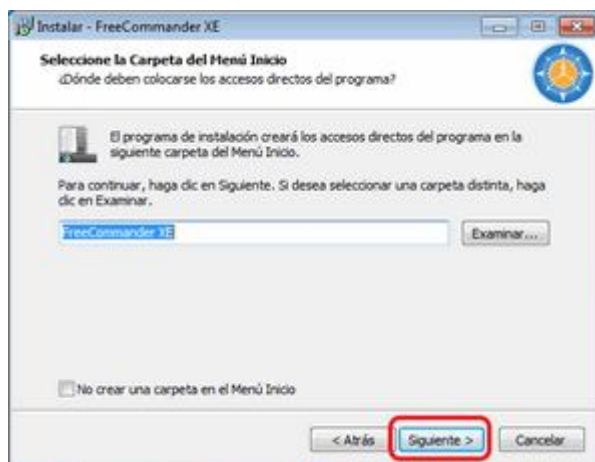 Instalar - FreeCommander XE
Seleccione la Carpeta del Menú Inicio
¿Dónde deben colocarse los accesos directos del programa?
El programa de instalación creará los accesos directos del programa en la
siguiente carpeta del Menú Inicio.
Para continuar, haga clic en Siguiente. Si desea seleccionar una carpeta distinta, haga
clic en Examinar.
FreeCommander XE
Examinar...
No crear una carpeta en el Menú Inicio
< Atrás
Siguiente >
Cancelar